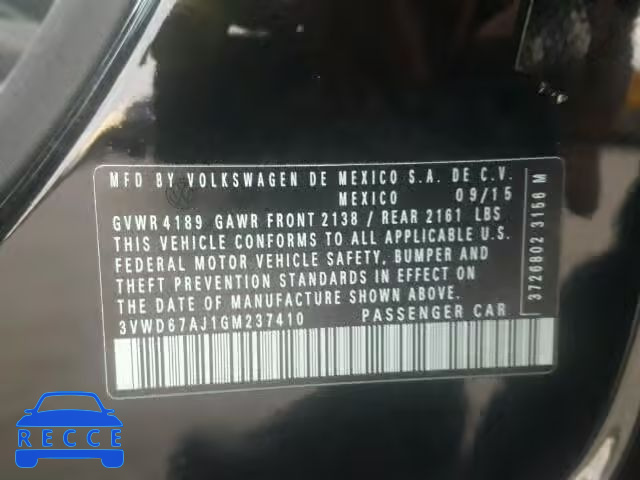 MFD BY VOLKSWAGEN DE MEXICO S.A. DE C.V.
MEXICO 09/15
GVWR 4189 GAWR FRONT 2138 / REAR 2161 LBS
THIS VEHICLE CONFORMS TO ALL APPLICABLE U.S.
FEDERAL MOTOR VEHICLE SAFETY, BUMPER AND
THEFT PREVENTION STANDARDS IN EFFECT ON
THE DATE OF MANUFACTURE SHOWN ABOVE.
3VWD67AJ1GM237410 PASSENGER CAR
3726802 3166 M
RECCE